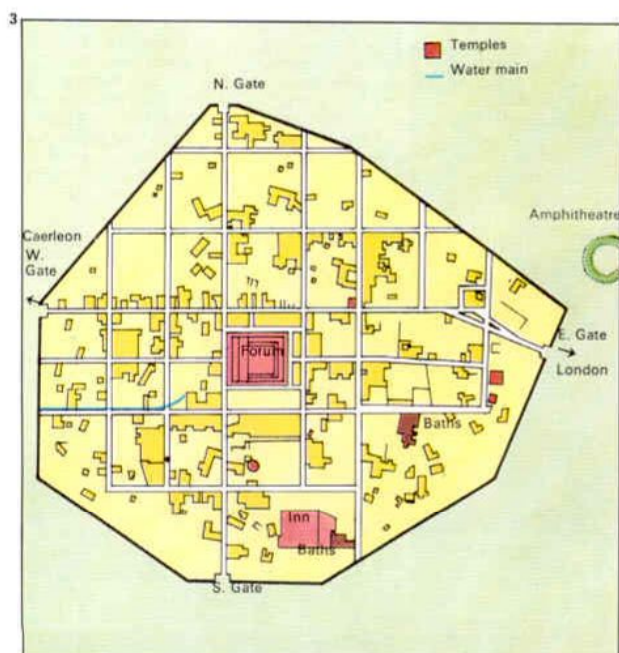 3
Temples
Water main
N. Gate
Amphitheatre
Caerleon
W.
Gate
E. Gate
London
Forum
Baths
Inn
Baths
S. Gate